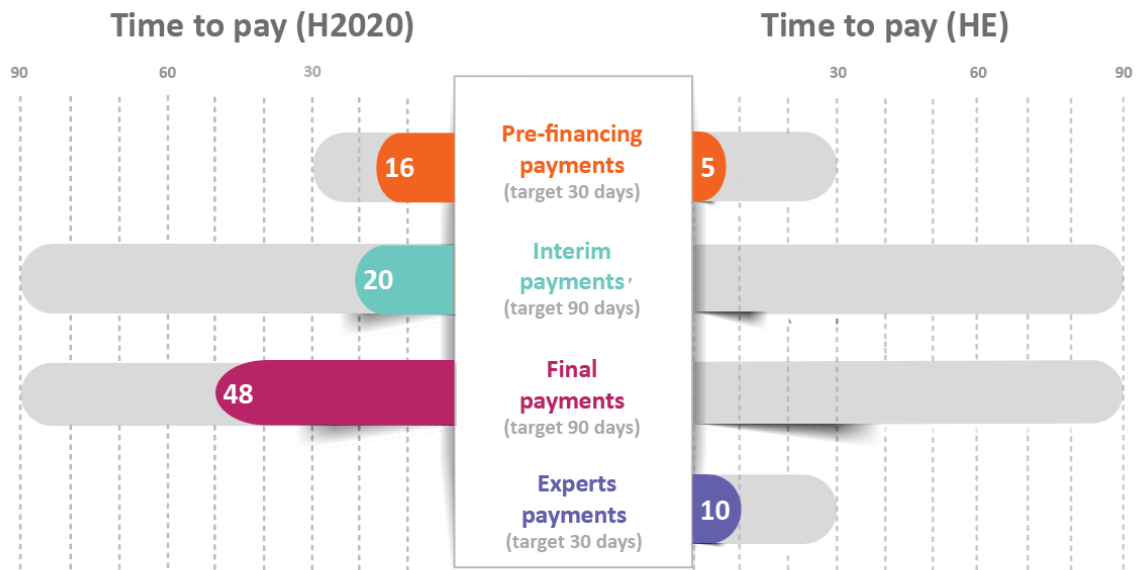 Time to pay (H2020)
Time to pay (HE)
90 60 30
30 60 90
Pre-financing
payments
(target 30 days)
16
5
Interim
payments
(target 90 days)
20
Final
payments
(target 90 days)
48
Experts
payments
(target 30 days)
10